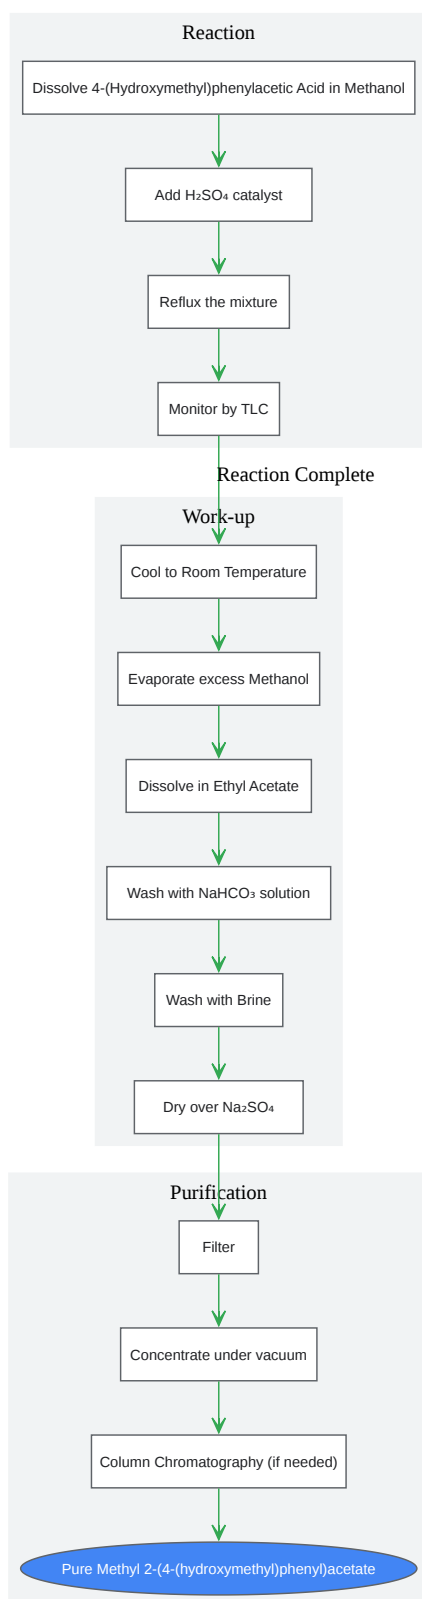 Reaction
Dissolve 4-(Hydroxymethyl)phenylacetic Acid in Methanol
Add H₂SO₄ catalyst
Reflux the mixture
Monitor by TLC
Reaction Complete
Work-up
Cool to Room Temperature
Evaporate excess Methanol
Dissolve in Ethyl Acetate
Wash with NaHCO₃ solution
Wash with Brine
Dry over Na₂SO₄
Purification
Filter
Concentrate under vacuum
Column Chromatography (if needed)
Pure Methyl 2-(4-(hydroxymethyl)phenyl)acetate